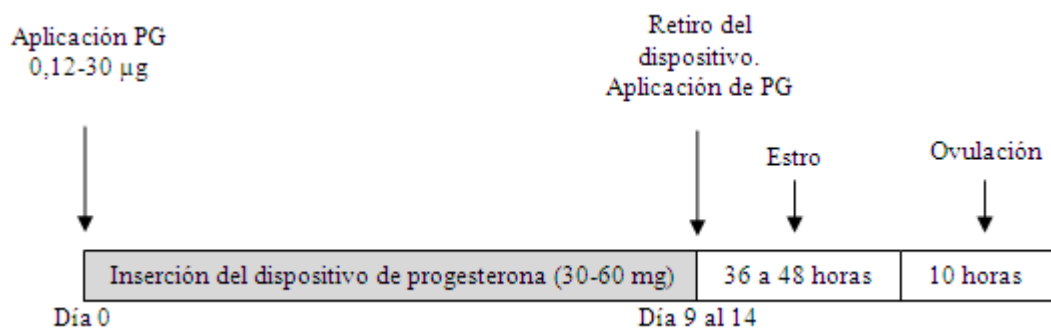 Aplicación PG
0,12-30 µg
Retiro del
dispositivo.
Aplicación de PG
Estro
Ovulación
Inserción del dispositivo de progesterona (30-60 mg)
36 a 48 horas
10 horas
Día 0
Día 9 al 14